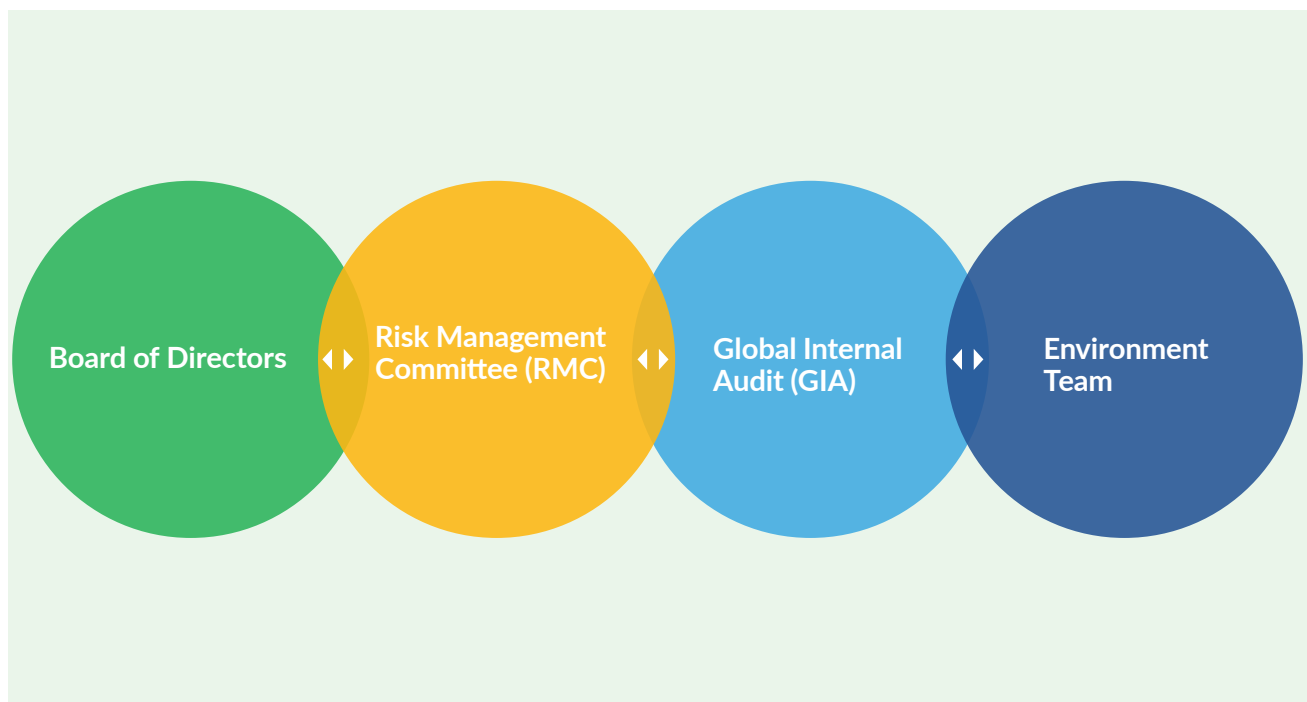 Board of Directors
Risk Management
Committee (RMC)
Global Internal
Audit (GIA)
Environment
Team